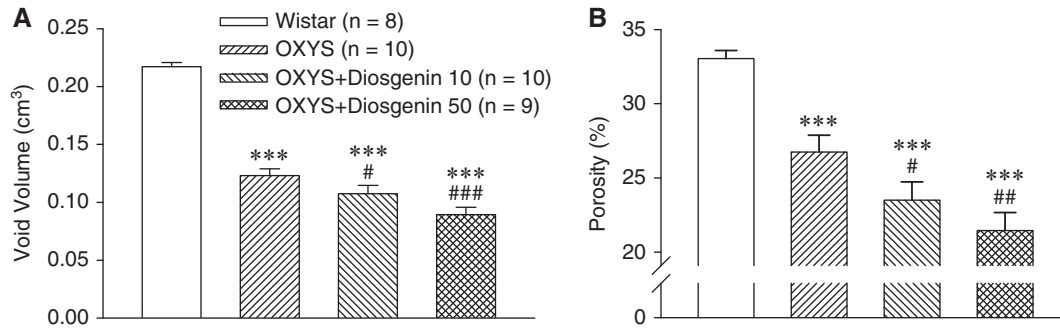 A
Void Volume (cm³)
0.25
0.20
0.15
0.10
0.05
0.00
Wistar (n = 8)
OXYS (n = 10)
OXYS+Diosgenin 10 (n = 10)
OXYS+Diosgenin 50 (n = 9)
***
***
#
***
###
B
Porosity (%)
35
33
25
20
0
***
***
#
***
##